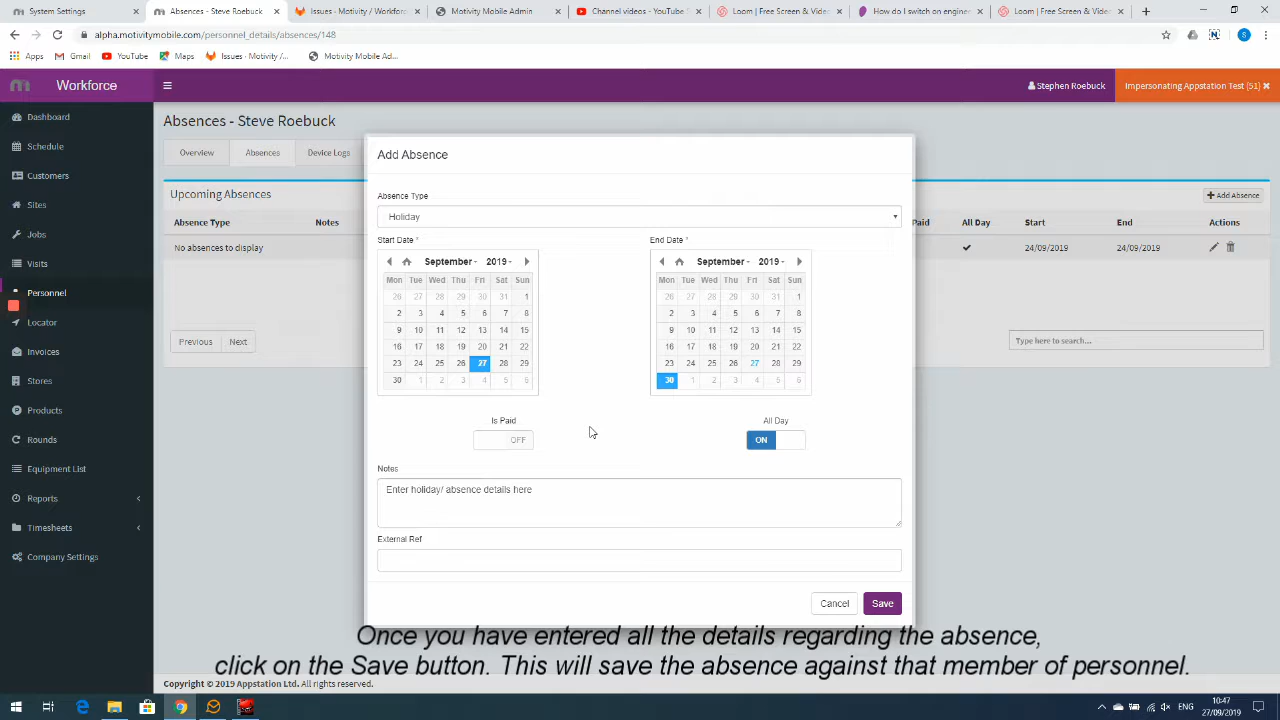 System Settings
Absences - Steve Roebuck
Issues · Motivity / Workforce
Motivity Mobile Admin
Channel videos - YouTube
Loom | Free Screen & Video
How do I switch on engineer
Loom | Free Screen & Video
alpha.motivitymobile.com/personnel_details/absences/148
Apps
Gmail
YouTube
Maps
Issues · Motivity /...
Motivity Mobile Ad...
Workforce
Stephen Roebuck
Impersonating Appstation Test (51)
Dashboard
Schedule
Customers
Sites
Jobs
Visits
Personnel
Locator
Invoices
Stores
Products
Rounds
Equipment List
Reports
Timesheets
Company Settings
Absences - Steve Roebuck
Overview
Absences
Device Logs
Upcoming Absences
Add Absence
Absence Type
Notes
Paid
All Day
Start
End
Actions
No absences to display
24/09/2019
24/09/2019
Previous
Next
Type here to search...
Add Absence
Absence Type
Holiday
Start Date *
September
2019
Mon Tue Wed Thu Fri Sat Sun
26 27 28 29 30 31 1
2 3 4 5 6 7 8
9 10 11 12 13 14 15
16 17 18 19 20 21 22
23 24 25 26 27 28 29
30 1 2 3 4 5 6
End Date *
September
2019
Mon Tue Wed Thu Fri Sat Sun
26 27 28 29 30 31 1
2 3 4 5 6 7 8
9 10 11 12 13 14 15
16 17 18 19 20 21 22
23 24 25 26 27 28 29
30 1 2 3 4 5 6
Is Paid
OFF
All Day
ON
Notes
Enter holiday/ absence details here
External Ref
Cancel
Save
Once you have entered all the details regarding the absence,
click on the Save button. This will save the absence against that member of personnel.
Copyright © 2019 Appstation Ltd. All rights reserved.
ENG
10:47
27/09/2019